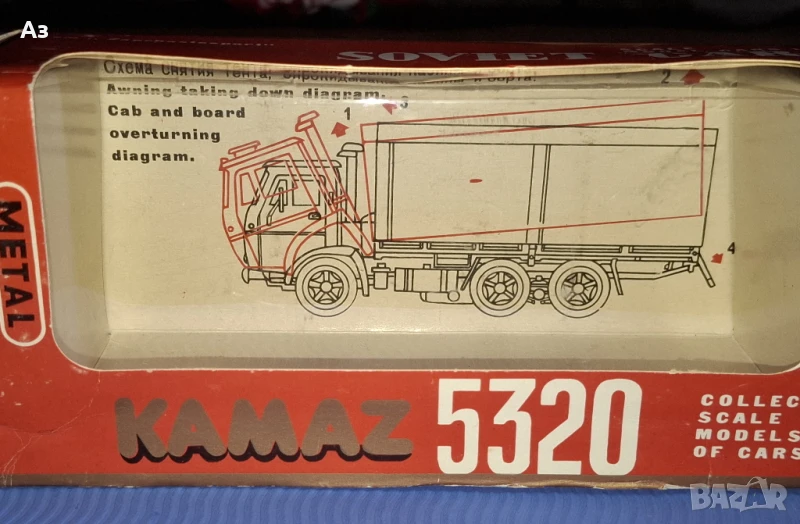 Аз
SOVIET
Схема снятия тента,
Awning taking down diagram.
Cab and board
overturning
diagram.
1
3
2
4
METAL
KAMAZ 5320
COLLEC
SCALE
MODELS
OF CARS
BAZAR